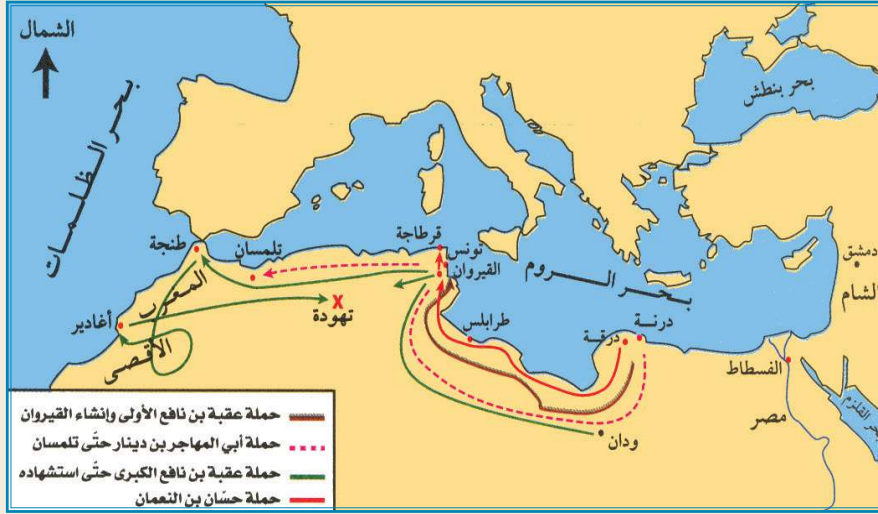 الشمال
بحر الظلمات
بحر بنطش
قرطاجة
تونس
القيروان
طنجة
تلمسان
المغرب
الأقصى
أغادير
تهودة
بحر الروم
طرابلس
درنة
درقة
دمشق
الشام
الفسطاط
مصر
بحر القلزم
ودان
حملة عقبة بن نافع الأولى وإنشاء القيروان
حملة أبي المهاجر بن دينار حتّى تلمسان
حملة عقبة بن نافع الكبرى حتّى استشهاده
حملة حسّان بن النعمان